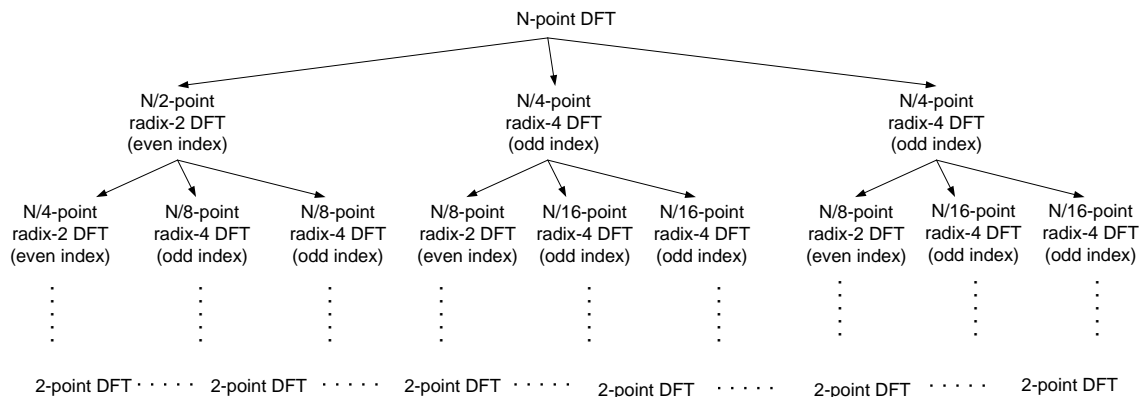 N-point DFT
N/2-point
radix-2 DFT
(even index)
N/4-point
radix-4 DFT
(odd index)
N/4-point
radix-4 DFT
(odd index)
N/4-point
radix-2 DFT
(even index)
N/8-point
radix-4 DFT
(odd index)
N/8-point
radix-4 DFT
(odd index)
N/8-point
radix-2 DFT
(even index)
N/16-point
radix-4 DFT
(odd index)
N/16-point
radix-4 DFT
(odd index)
N/8-point
radix-2 DFT
(even index)
N/16-point
radix-4 DFT
(odd index)
N/16-point
radix-4 DFT
(odd index)
2-point DFT · · · · · 2-point DFT · · · · · 2-point DFT · · · · · 2-point DFT · · · · · 2-point DFT · · · · · 2-point DFT